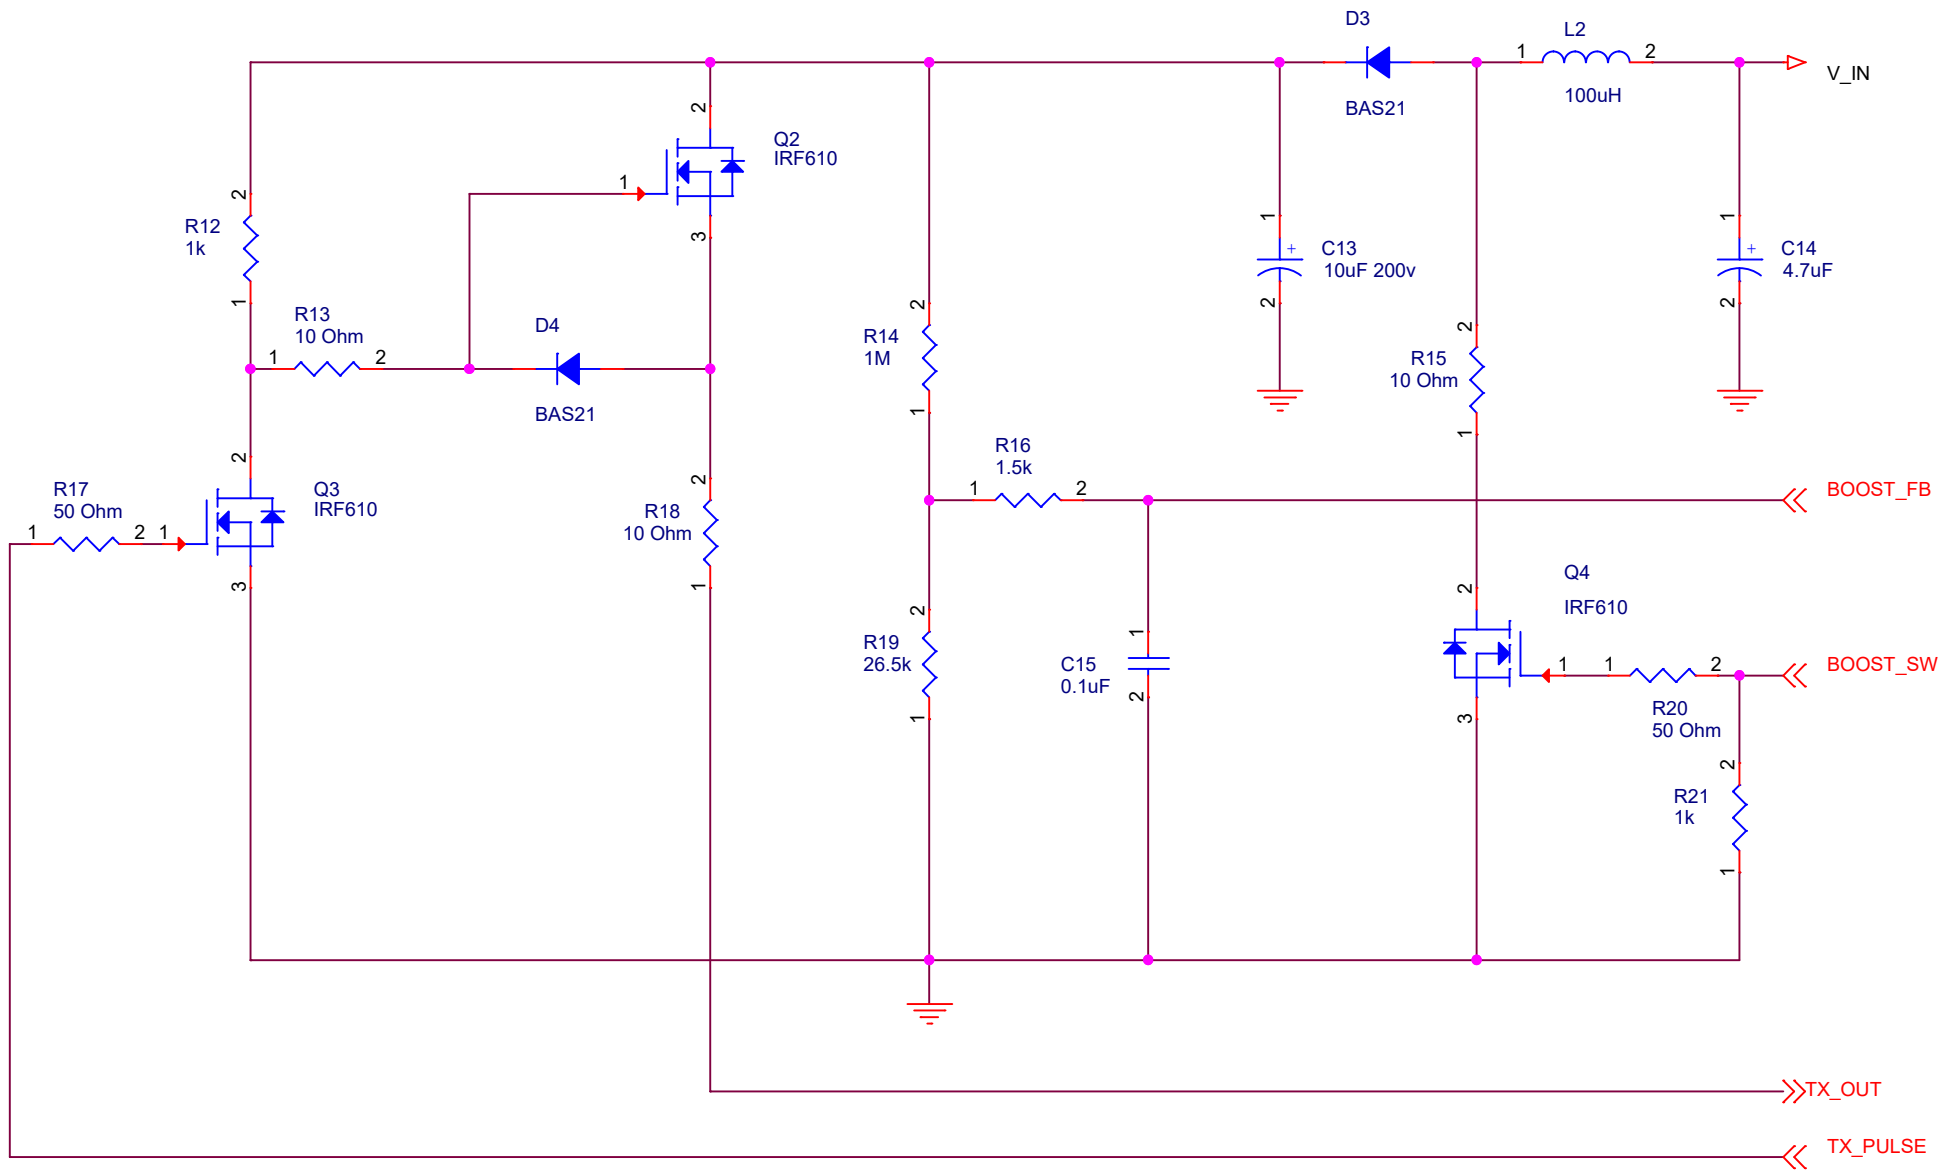 D3
L2
1
2
V_IN
100uH
BAS21
2
Q2
IRF610
1
2
3
R12
1k
1
1
1
+
C13
10uF 200v
+
C14
4.7uF
2
2
R13
10 Ohm
D4
2
R14
1M
2
R15
10 Ohm
1
2
BAS21
1
1
R16
1.5k
2
R17
50 Ohm
Q3
IRF610
2
1
2
BOOST_FB
R18
10 Ohm
1
2
1
3
1
Q4
IRF610
2
2
R19
26.5k
1
C15
0.1uF
2
1
1
1
2
BOOST_SW
3
R20
50 Ohm
2
R21
1k
1
TX_OUT
TX_PULSE